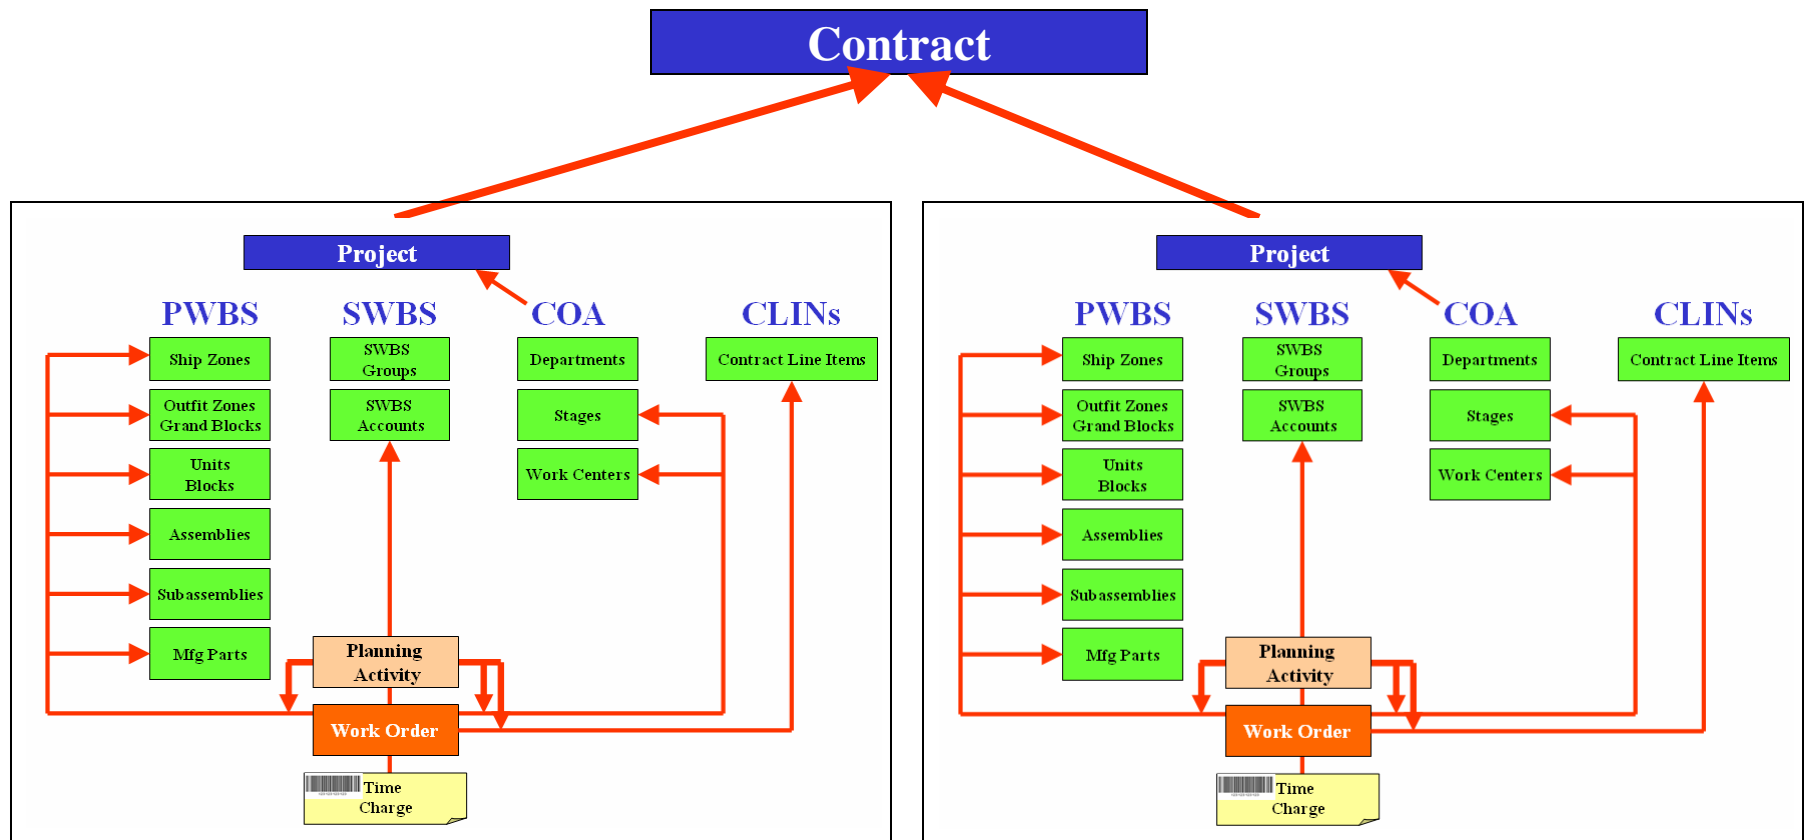 Contract
Project
PWBS
SWBS
COA
CLINs
Ship Zones
SWBS
Groups
Departments
Contract Line Items
Outfit Zones
Grand Blocks
SWBS
Accounts
Stages
Units
Blocks
Work Centers
Assemblies
Subassemblies
Mfg Parts
Planning
Activity
Work Order
Time
Charge
Project
PWBS
SWBS
COA
CLINs
Ship Zones
SWBS
Groups
Departments
Contract Line Items
Outfit Zones
Grand Blocks
SWBS
Accounts
Stages
Units
Blocks
Work Centers
Assemblies
Subassemblies
Mfg Parts
Planning
Activity
Work Order
Time
Charge